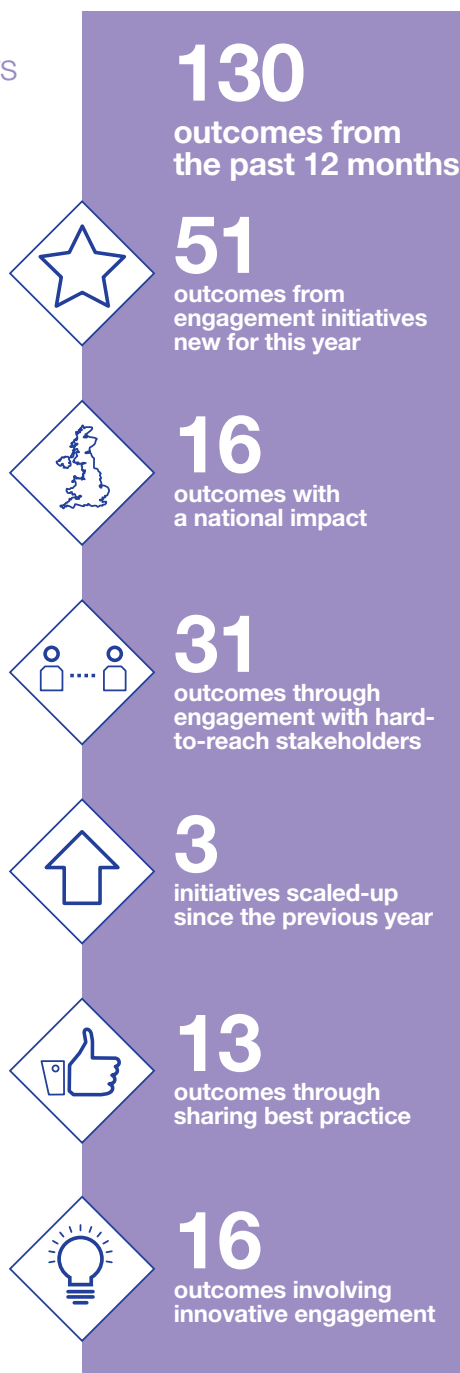 S
130
outcomes from
the past 12 months
51
outcomes from
engagement initiatives
new for this year
16
outcomes with
a national impact
31
outcomes through
engagement with hard-
to-reach stakeholders
3
initiatives scaled-up
since the previous year
13
outcomes through
sharing best practice
16
outcomes involving
innovative engagement